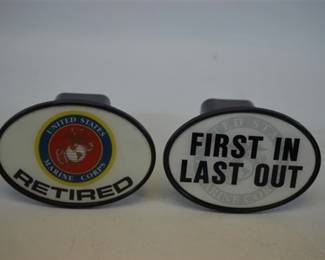 UNITED STATES
MARINE CORPS
RETIRED
FIRST IN
LAST OUT